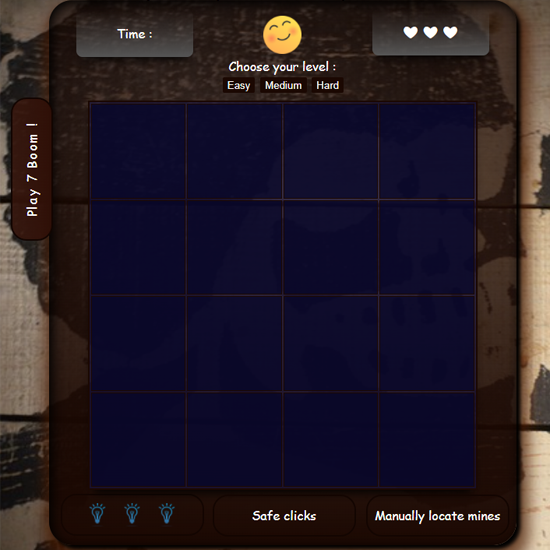 Time :
Choose your level :
Easy Medium Hard
Play 7 Boom !
Safe clicks
Manually locate mines